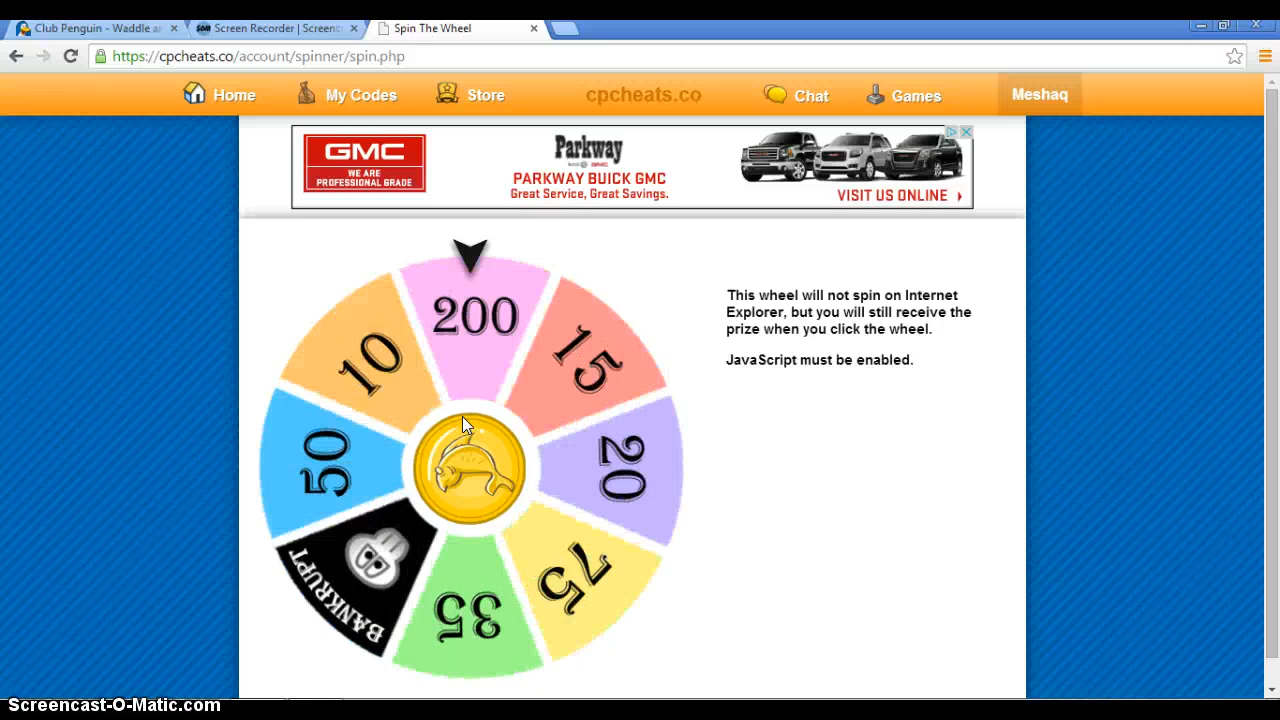 Club Penguin - Waddle an
Screen Recorder | Screenc
Spin The Wheel
https://cpcheats.co/account/spinner/spin.php
Home
My Codes
Store
cpcheats.co
Chat
Games
Meshaq
GMC
WE ARE
PROFESSIONAL GRADE
Parkway
BUICK GMC
PARKWAY BUICK GMC
Great Service, Great Savings.
VISIT US ONLINE
200
15
20
75
35
BANKRUPT
50
10
This wheel will not spin on Internet
Explorer, but you will still receive the
prize when you click the wheel.
JavaScript must be enabled.
Screencast-O-Matic.com